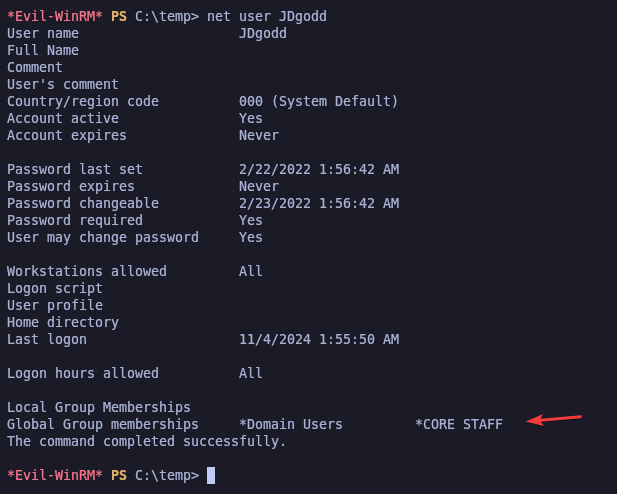 *Evil-WinRM* PS C:\temp> net user JDgodd
User name                    JDgodd
Full Name
Comment
User's comment
Country/region code          000 (System Default)
Account active               Yes
Account expires              Never
Password last set            2/22/2022 1:56:42 AM
Password expires             Never
Password changeable          2/23/2022 1:56:42 AM
Password required            Yes
User may change password     Yes
Workstations allowed         All
Logon script
User profile
Home directory
Last logon                   11/4/2024 1:55:50 AM
Logon hours allowed          All
Local Group Memberships
Global Group memberships     *Domain Users         *CORE STAFF
The command completed successfully.
*Evil-WinRM* PS C:\temp>